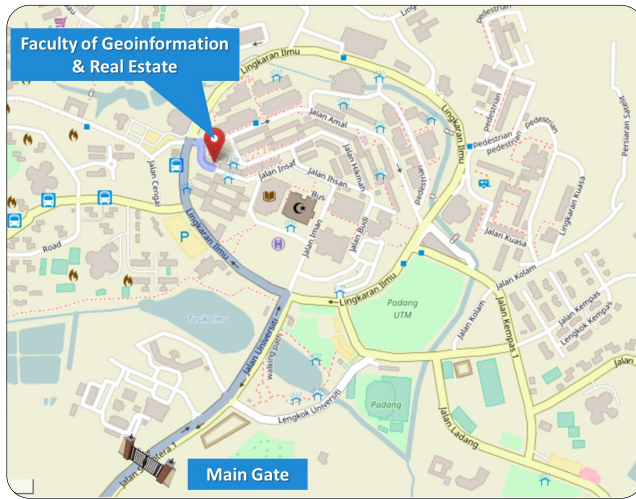 Faculty of Geoinformation
& Real Estate
Lingkaran Ilmu
pedestrian
pedestrian
pedestrian
pedestrian
Persiaran Satelit
Lingkaran Ilmu
Jalan Amal
Jalan Hikmah
Pedest
Jalan Cengal
Jalan Insaf
Jalan Ihsan
Bus
Lingkaran Kuasa
Jalan Iman
Jalan Budi
Jalan Kuasa
P
H
Road
Lingkaran Ilmu
Jalan Kolam
Lingkaran Ilmu
Padang
UTM
Jalan Kolam
Jalan Kempas 1
Jalan Kempas
Lengkok Kempas
Tasik Ilmu
Jalan Universiti
walking path
Jalan
Padang
Lengkok Universiti
Jalan Ladang
Main Gate